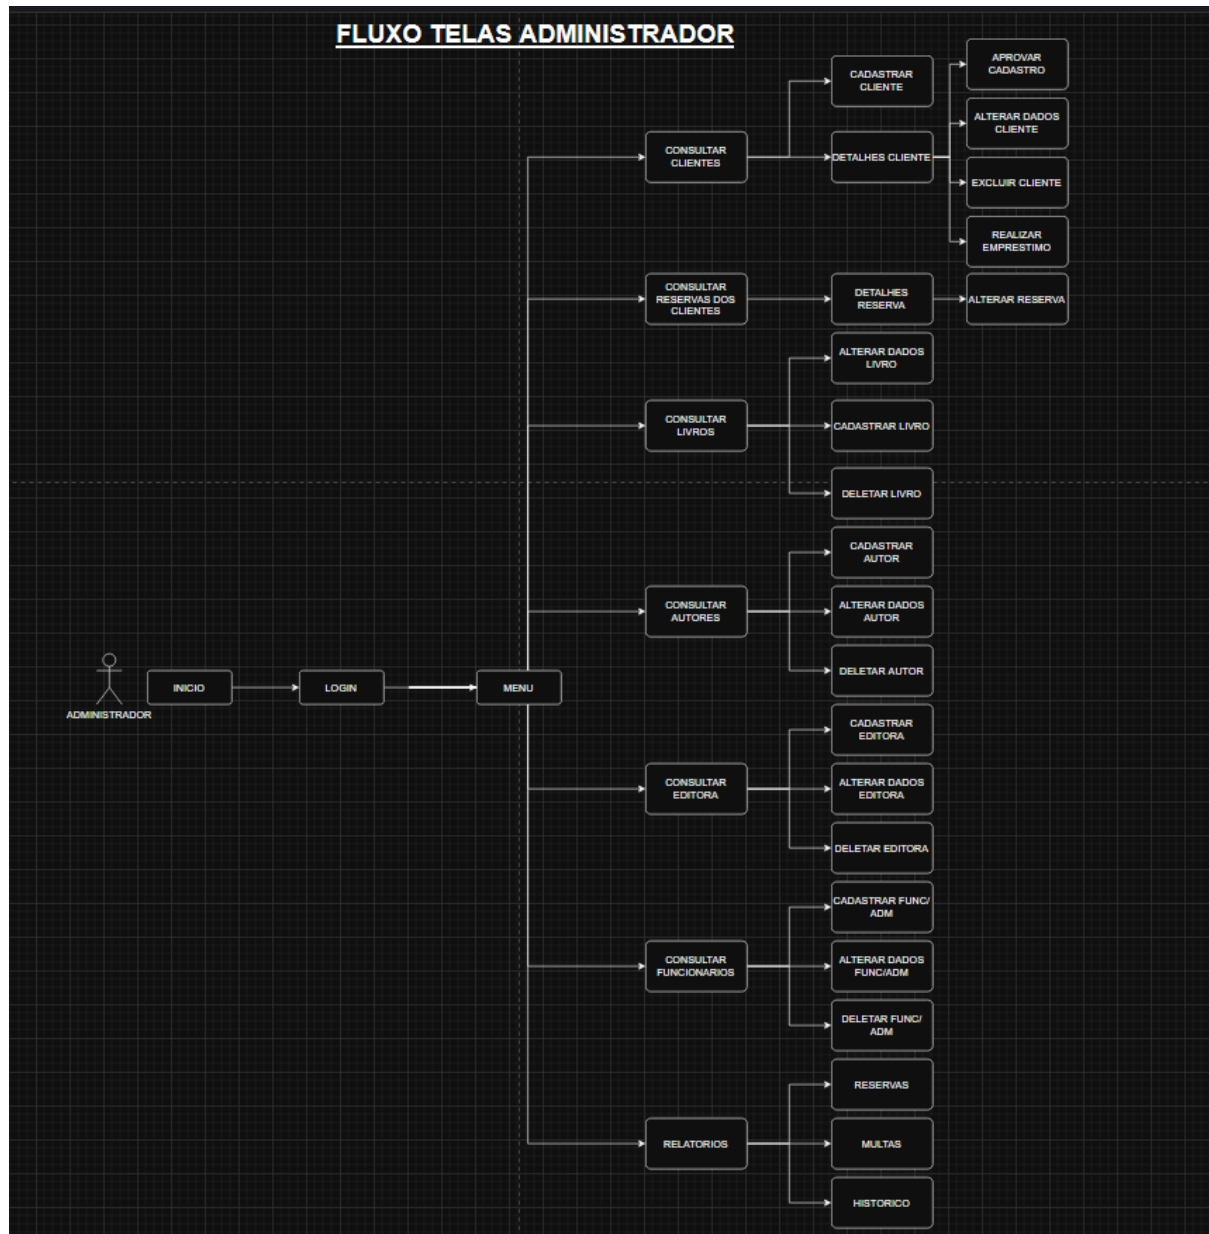 FLUXO TELAS ADMINISTRADOR
APROVAR
CADASTRO
CADASTRAR
CLIENTE
ALTERAR DADOS
CLIENTE
CONSULTAR
CLIENTES
DETALHES CLIENTE
EXCLUIR CLIENTE
REALIZAR
EMPRESTIMO
CONSULTAR
RESERVAS DOS
CLIENTES
DETALHES
RESERVA
ALTERAR RESERVA
ALTERAR DADOS
LIVRO
CONSULTAR
LIVROS
CADASTRAR LIVRO
DELETAR LIVRO
CADASTRAR
AUTOR
CONSULTAR
AUTORES
ALTERAR DADOS
AUTOR
DELETAR AUTOR
ADMINISTRADOR
INICIO
LOGIN
MENU
CADASTRAR
EDITORA
CONSULTAR
EDITORA
ALTERAR DADOS
EDITORA
DELETAR EDITORA
CADASTRAR FUNC/
ADM
CONSULTAR
FUNCIONARIOS
ALTERAR DADOS
FUNC/ADM
DELETAR FUNC/
ADM
RESERVAS
RELATORIOS
MULTAS
HISTORICO